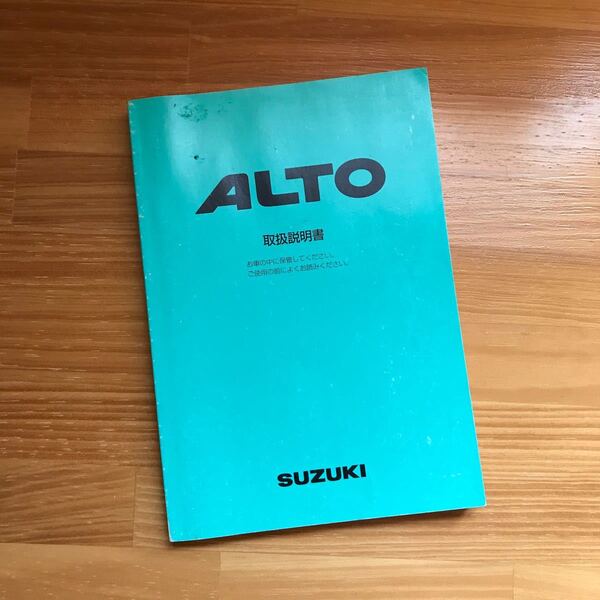 ALTO
取扱説明書
お車の中に保管してください。
ご使用の前によくお読みください。
SUZUKI